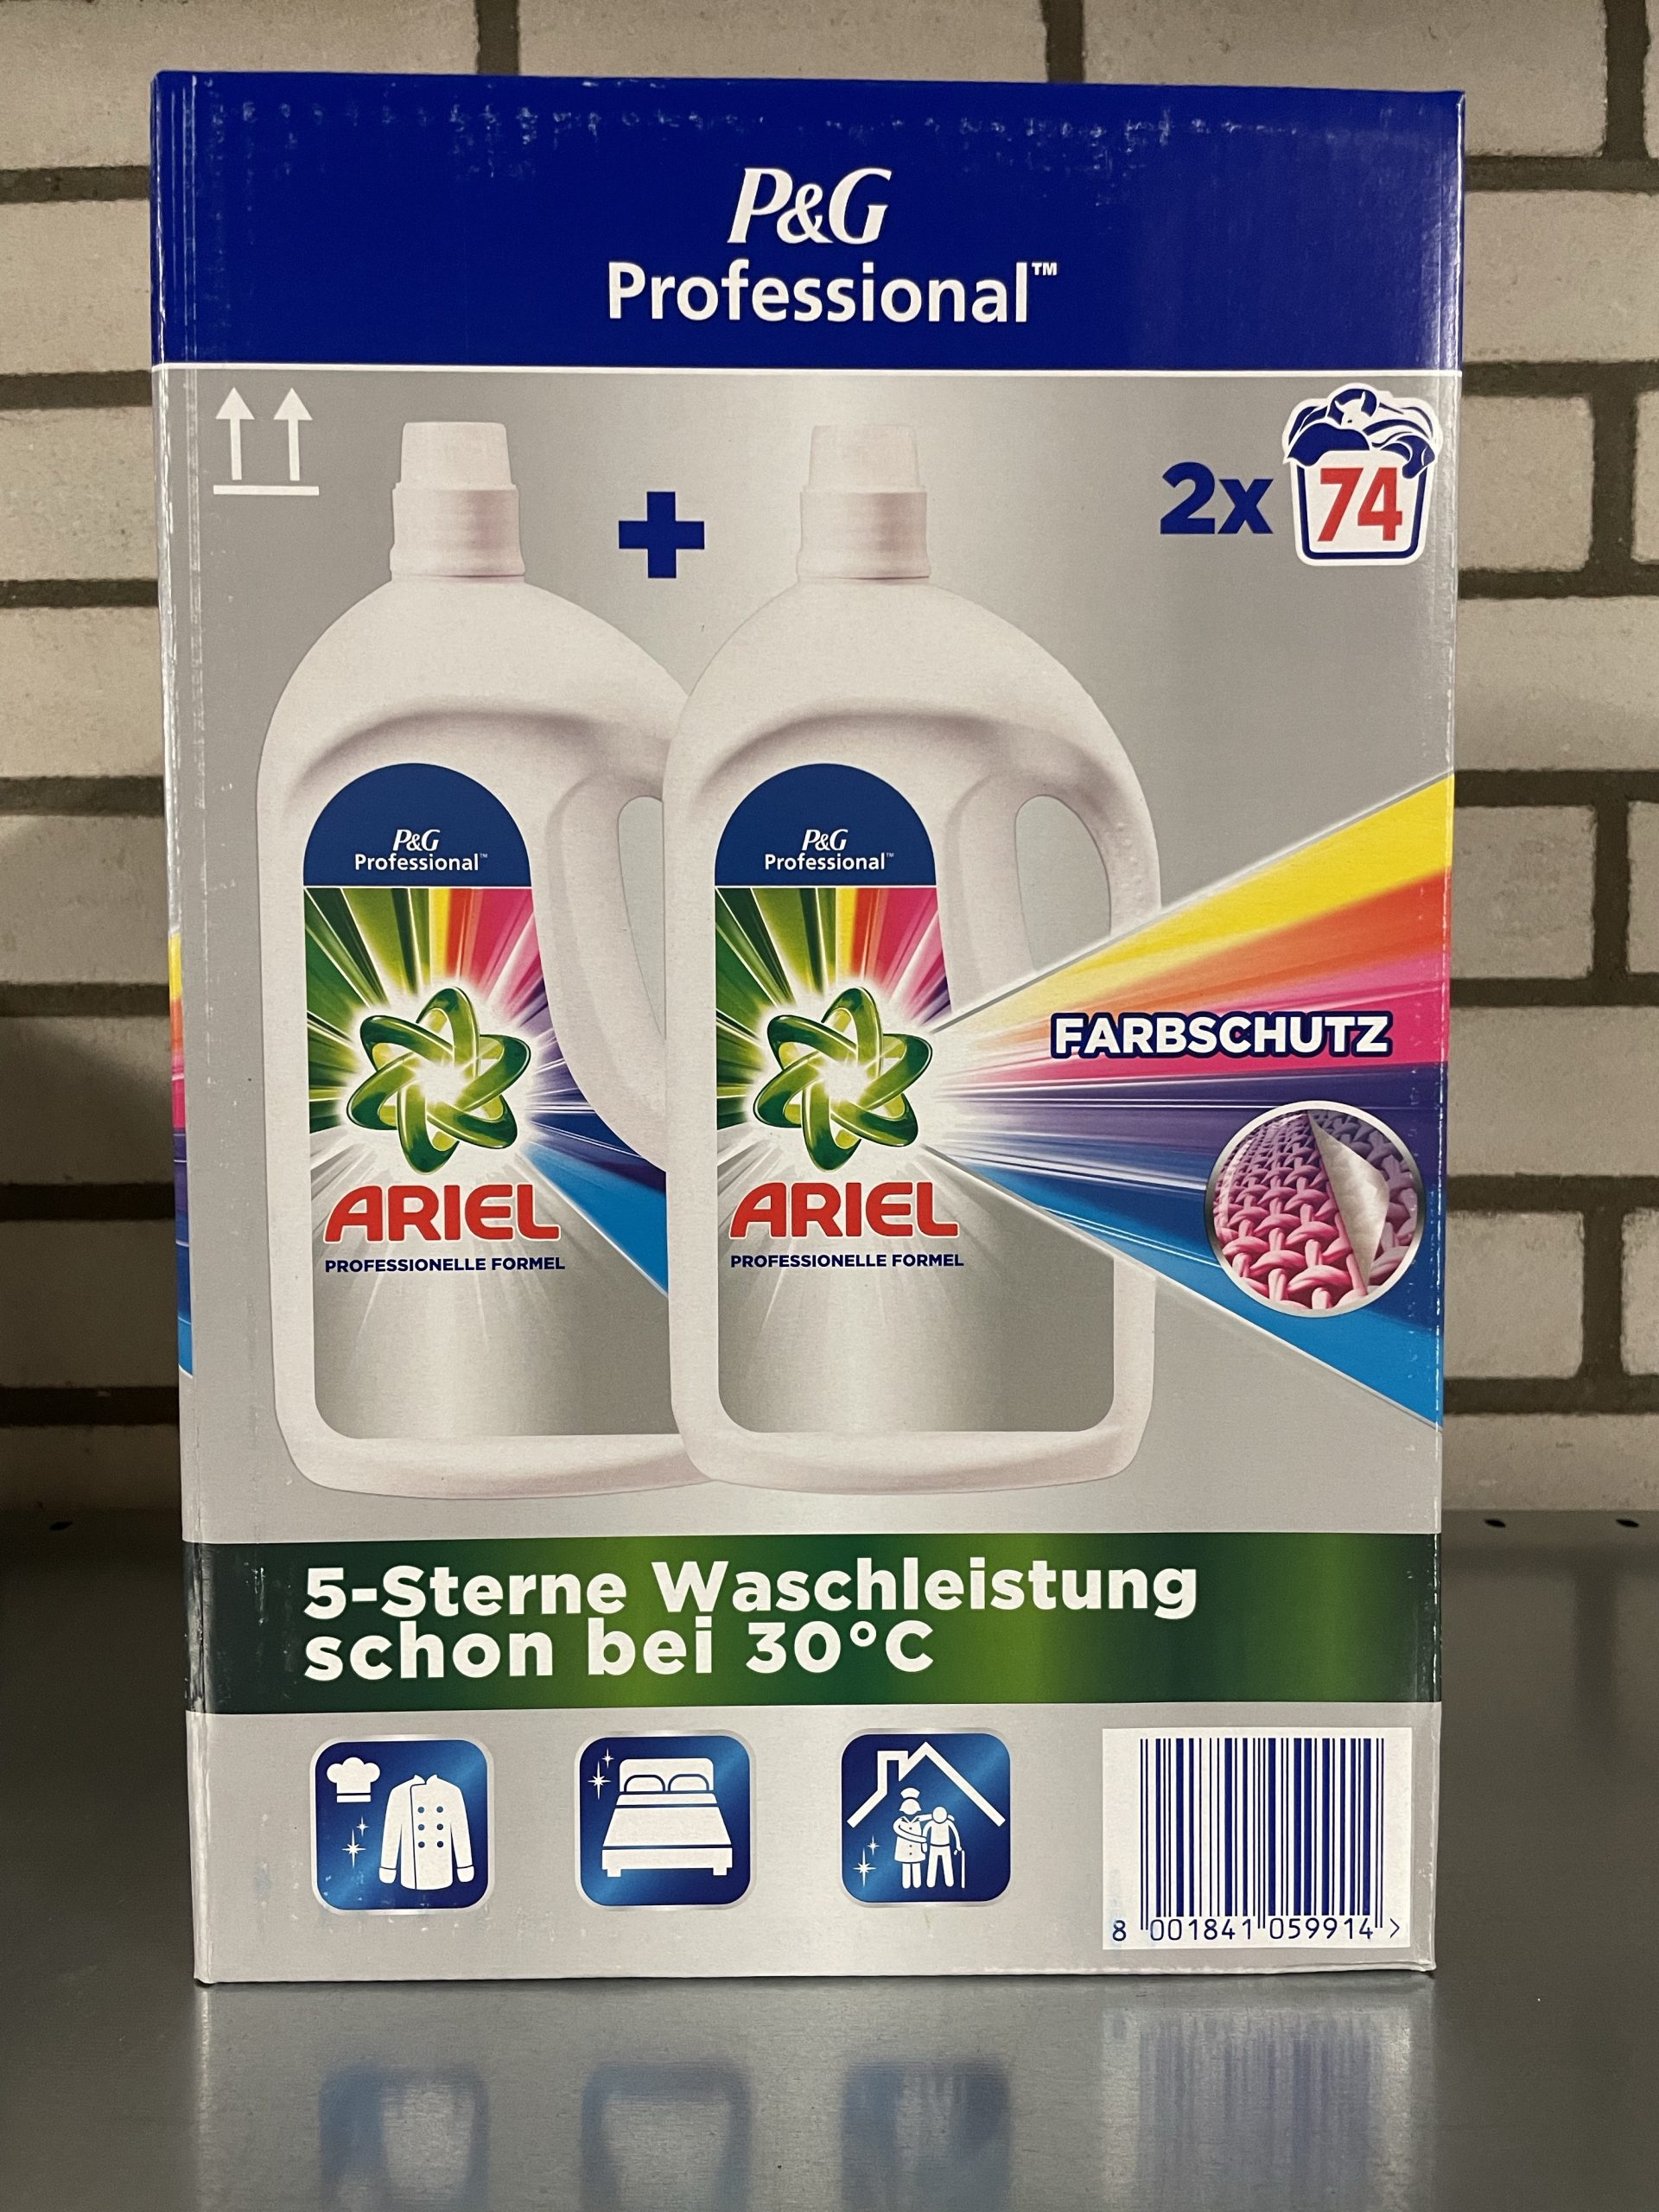 P&G
Professional™
2x 74
P&G
Professional™
ARIEL
PROFESSIONELLE FORMEL
P&G
Professional™
ARIEL
PROFESSIONELLE FORMEL
FARBSCHUTZ
5-Sterne Waschleistung
schon bei 30°C
8 001841 059914 >